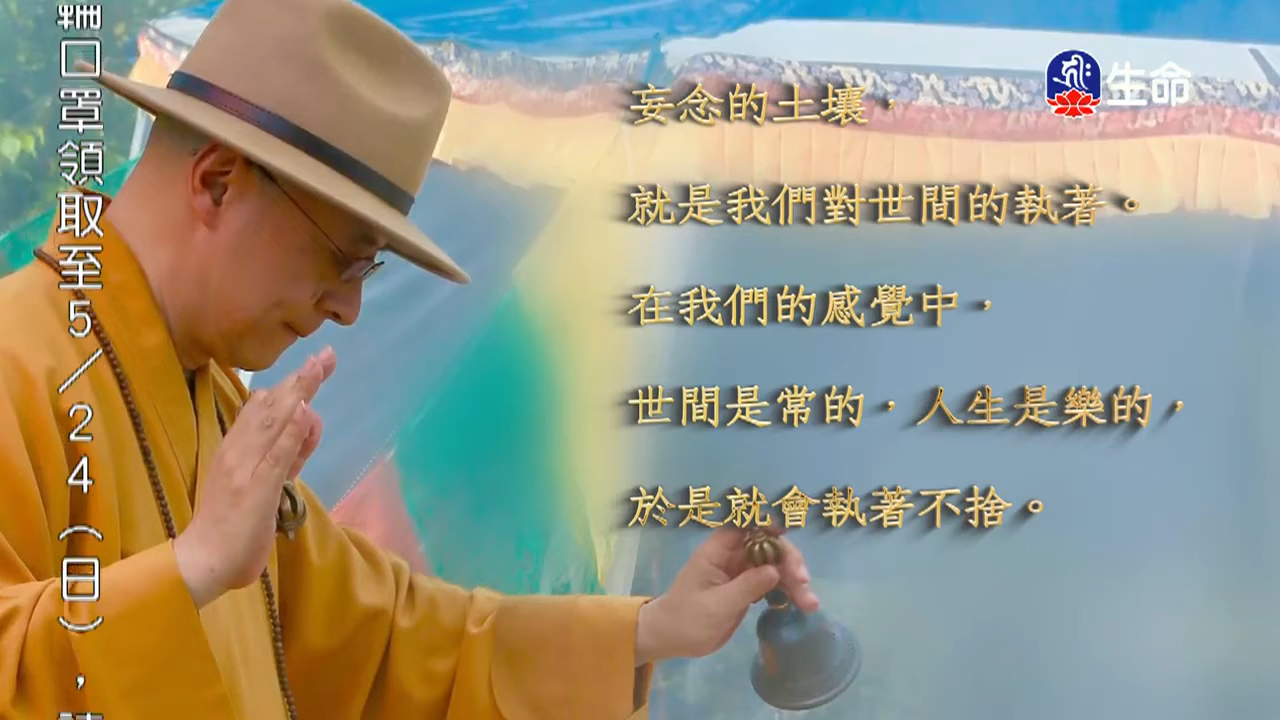 妄念的土壤，
就是我們對世間的執著。
在我們的感覺中，
世間是常的，人生是樂的，
於是就會執著不捨。
生命
口罩領取至5／24（日），